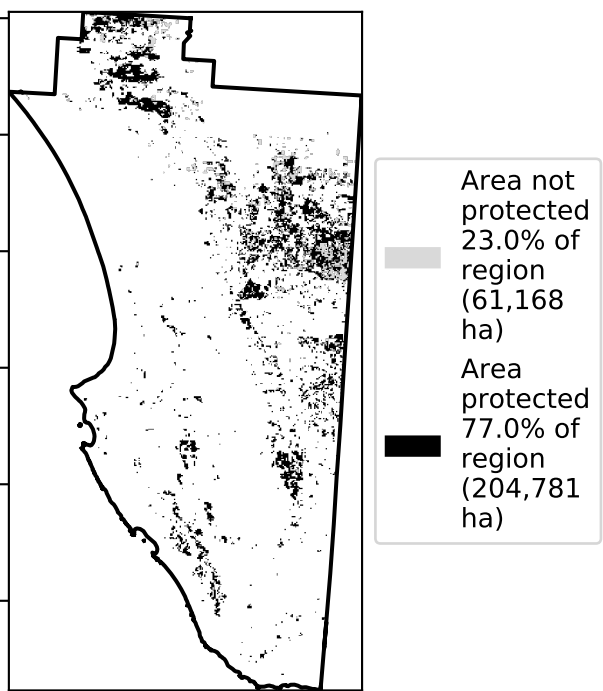 Area not
protected
23.0% of
region
(61,168
ha)
Area
protected
77.0% of
region
(204,781
ha)